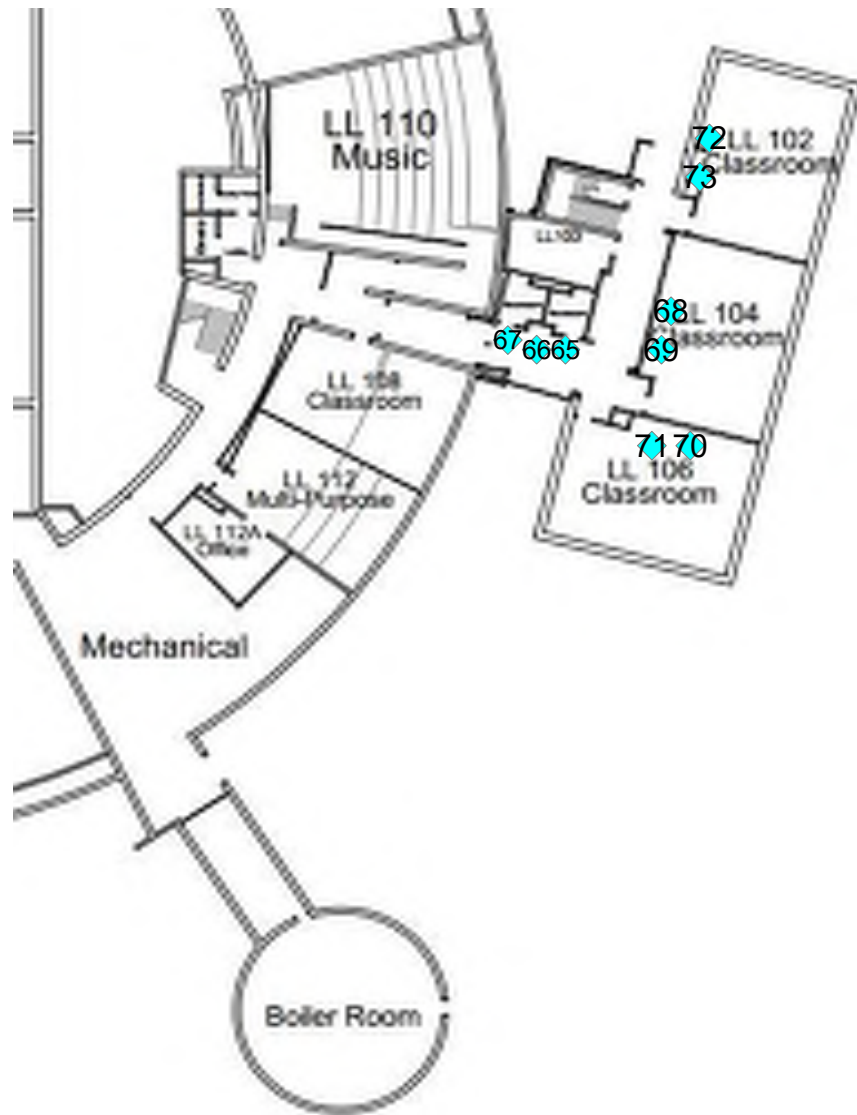 LL 110
Music
72
LL 102
Classroom
73
LL100
68
LL 104
Classroom
69
67
66
65
LL 108
Classroom
71
70
LL 106
Classroom
LL 112
Multi-Purpose
LL 112A
Office
Mechanical
Boiler Room